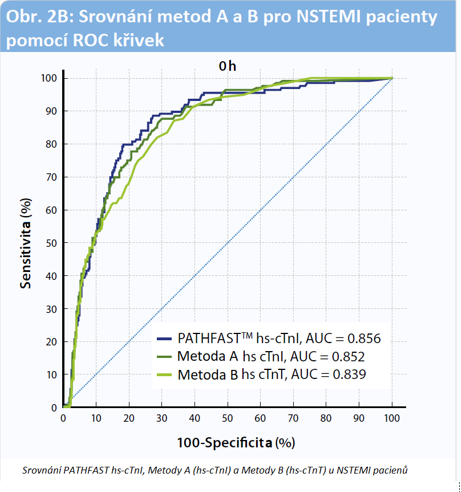 Obr. 2B: Srovnání metod A a B pro NSTEMI pacienty
pomocí ROC křivek
0 h
100
90
80
70
60
50
40
30
20
10
0
Sensitivita (%)
PATHFAST™ hs-cTnI, AUC = 0.856
Metoda A hs cTnI, AUC = 0.852
Metoda B hs cTnT, AUC = 0.839
0 10 20 30 40 50 60 70 80 90 100
100-Specificita (%)
Srovnání PATHFAST hs-cTnI, Metody A (hs-cTnI) a Metody B (hs-cTnT) u NSTEMI pacienů